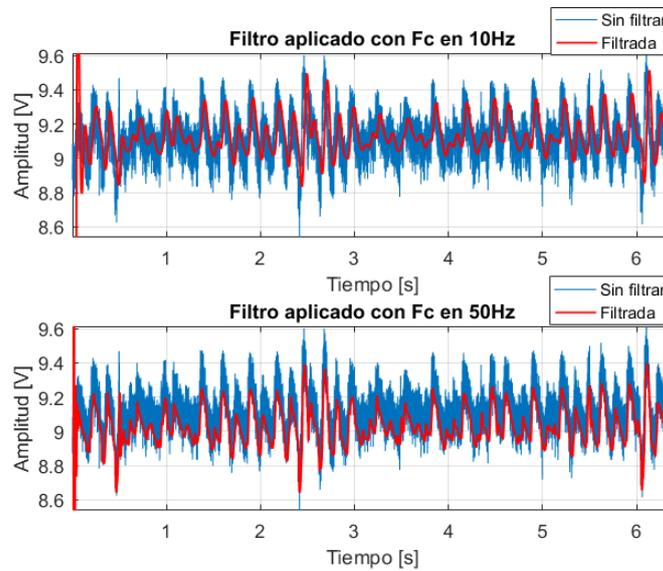 Sin filtrar
Filtrada
Filtro aplicado con Fc en 10Hz
Amplitud [V]
9.6
9.4
9.2
9
8.8
8.6
1
2
3
4
5
6
Tiempo [s]
Sin filtrar
Filtrada
Filtro aplicado con Fc en 50Hz
Amplitud [V]
9.6
9.4
9.2
9
8.8
8.6
1
2
3
4
5
6
Tiempo [s]